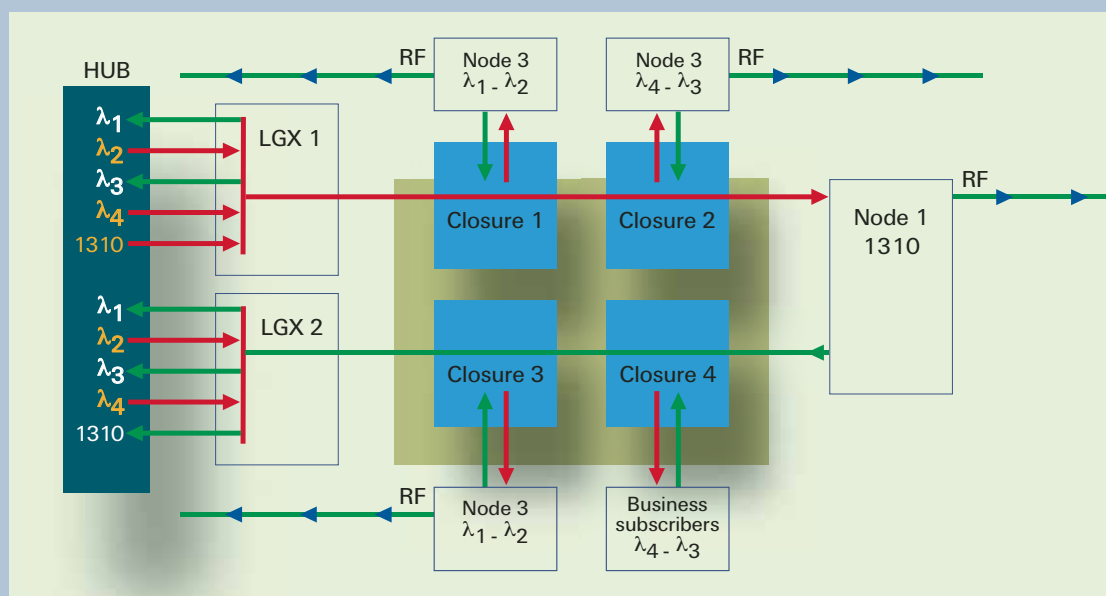 HUB
λ1
λ2
λ3
λ4
1310
λ1
λ2
λ3
λ4
1310
LGX 1
LGX 2
RF
Node 3
λ1 - λ2
Node 3
λ4 - λ3
RF
Closure 1
Closure 2
Node 1
1310
RF
Closure 3
Closure 4
RF
Node 3
λ1 - λ2
Business
subscribers
λ4 - λ3